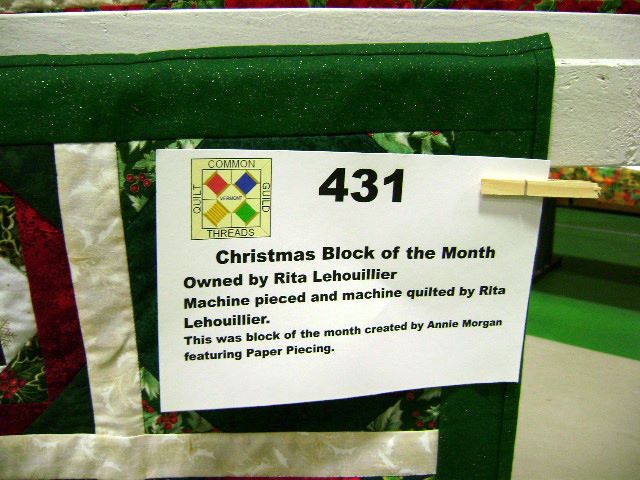 COMMON
QUILT
VERMONT
GUILD
THREADS
431
Christmas Block of the Month
Owned by Rita Lehouillier
Machine pieced and machine quilted by Rita
Lehouillier.
This was block of the month created by Annie Morgan
featuring Paper Piecing.